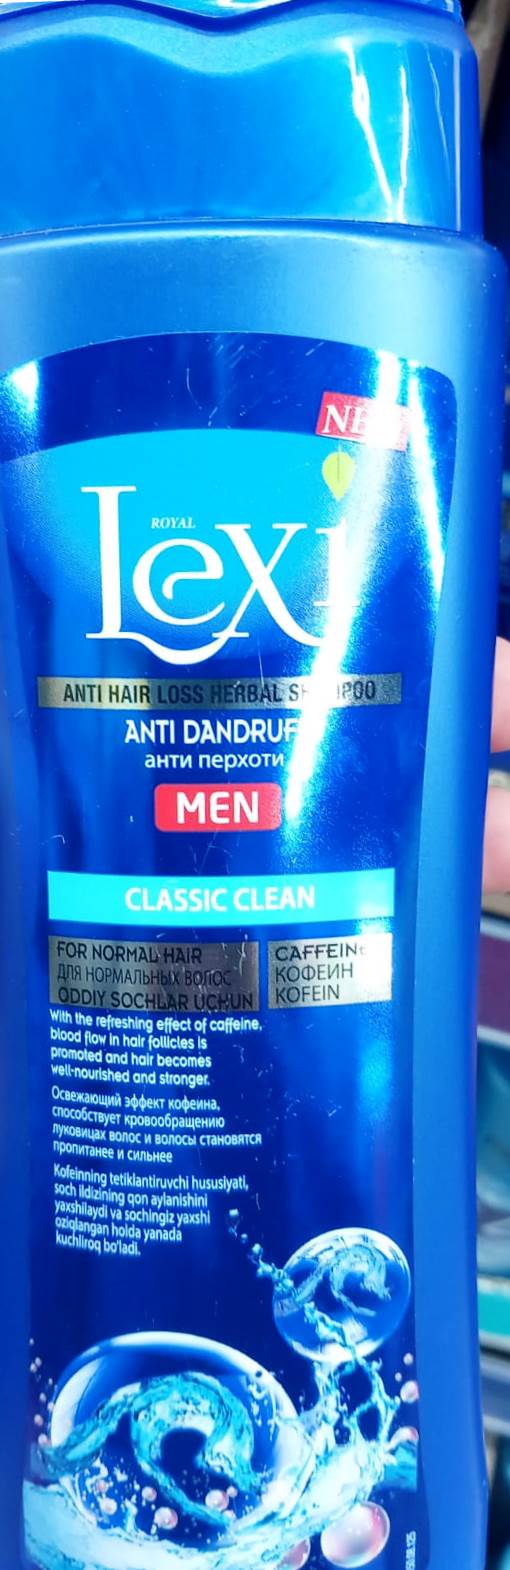 ROYAL
Lexi
ANTI HAIR LOSS HERBAL
ANTI DANDRUFF
анти перхоти
MEN
CLASSIC CLEAN
FOR NORMAL HAIR
ДЛЯ НОРМАЛЬНЫХ ВОЛОС
ODDIY SOCHLAR UCHUN
CAFFEINE
КОФЕИН
KOFEIN
With the refreshing effect of caffeine,
blood flow in hair follicles is
promoted and hair becomes
well-nourished and stronger.
Освежающий эффект кофеина,
способствует кровообращению
луковицах волос и волосы становятся
пропитанее и сильнее
Kofeinning tetiklantiruvchi hususiyati,
soch ildizining qon aylanishini
yaxshilaydi va sochingiz yaxshi
oziqlangan holda yanada
kuchliroq bo'ladi.